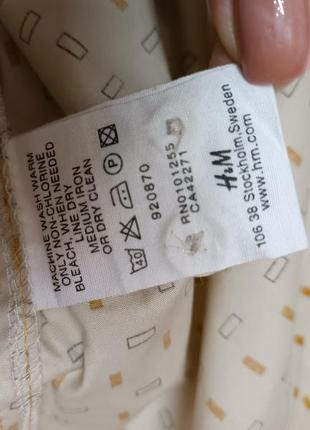 MACHINE WASH WARM
ONLY NON-CHLORINE
BLEACH, WHEN NEEDED
LINE DRY
MEDIUM IRON
OR DRY CLEAN
40
920870
RN0101255
CA42271
H&M
106 38 Stockholm,Sweden
www.hm.com